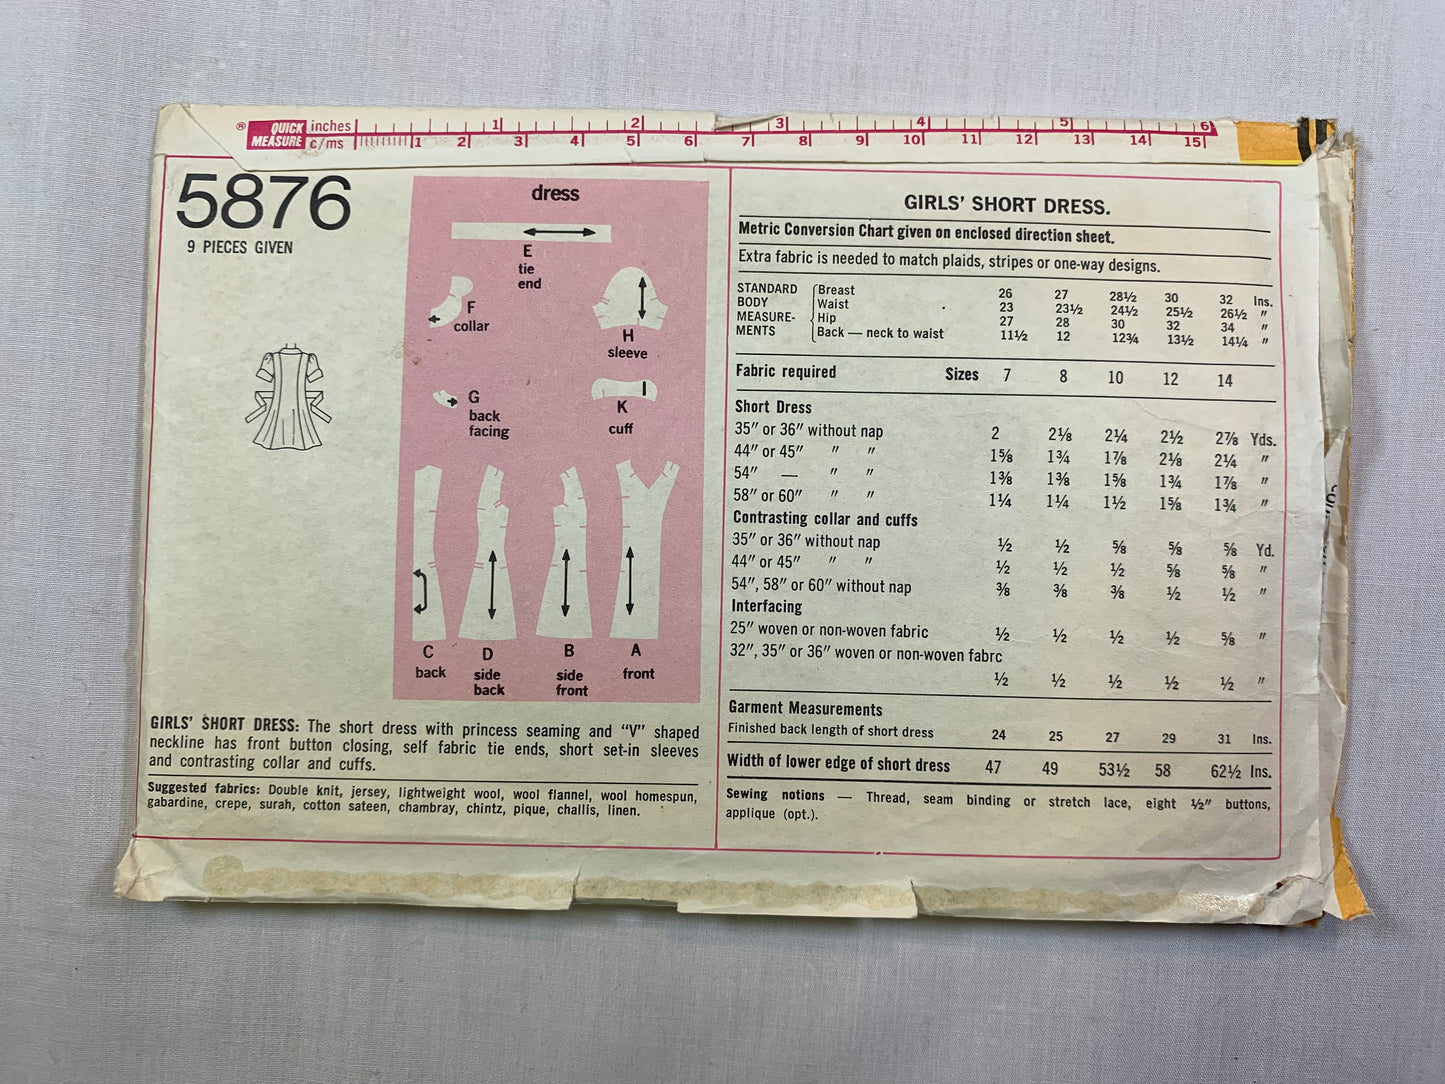 ® QUICK MEASURE inches 1 2 3 4 5 6
c/ms 1 2 3 4 5 6 7 8 9 10 11 12 13 14 15
5876
9 PIECES GIVEN
dress
E
tie
end
F
collar
H
sleeve
G
back
facing
K
cuff
C
back
D
side
back
B
side
front
A
front
GIRLS' SHORT DRESS: The short dress with princess seaming and "V" shaped
neckline has front button closing, self fabric tie ends, short set-in sleeves
and contrasting collar and cuffs.
Suggested fabrics: Double knit, jersey, lightweight wool, wool flannel, wool homespun,
gabardine, crepe, surah, cotton sateen, chambray, chintz, pique, challis, linen.
GIRLS' SHORT DRESS.
Metric Conversion Chart given on enclosed direction sheet.
Extra fabric is needed to match plaids, stripes or one-way designs.
STANDARD BODY MEASURE- MENTS
Breast 26 27 28½ 30 32 Ins.
Waist 23 23½ 24½ 25½ 26½ "
Hip 27 28 30 32 34 "
Back — neck to waist 11½ 12 12¾ 13½ 14¼ "
Fabric required Sizes 7 8 10 12 14
Short Dress
35" or 36" without nap 2 2⅛ 2¼ 2½ 2⅞ Yds.
44" or 45" " " 1⅝ 1¾ 1⅞ 2⅛ 2¼ "
54" — " " 1⅜ 1⅜ 1⅝ 1¾ 1⅞ "
58" or 60" " " 1¼ 1¼ 1½ 1⅝ 1¾ "
Contrasting collar and cuffs
35" or 36" without nap ½ ½ ⅝ ⅝ ⅝ Yd.
44" or 45" " " ½ ½ ½ ⅝ ⅝ "
54", 58" or 60" without nap ⅜ ⅜ ⅜ ½ ½ "
Interfacing
25" woven or non-woven fabric ½ ½ ½ ½ ⅝ "
32", 35" or 36" woven or non-woven fabrc
½ ½ ½ ½ ½ "
Garment Measurements
Finished back length of short dress 24 25 27 29 31 Ins.
Width of lower edge of short dress 47 49 53½ 58 62½ Ins.
Sewing notions — Thread, seam binding or stretch lace, eight ½" buttons,
applique (opt.).